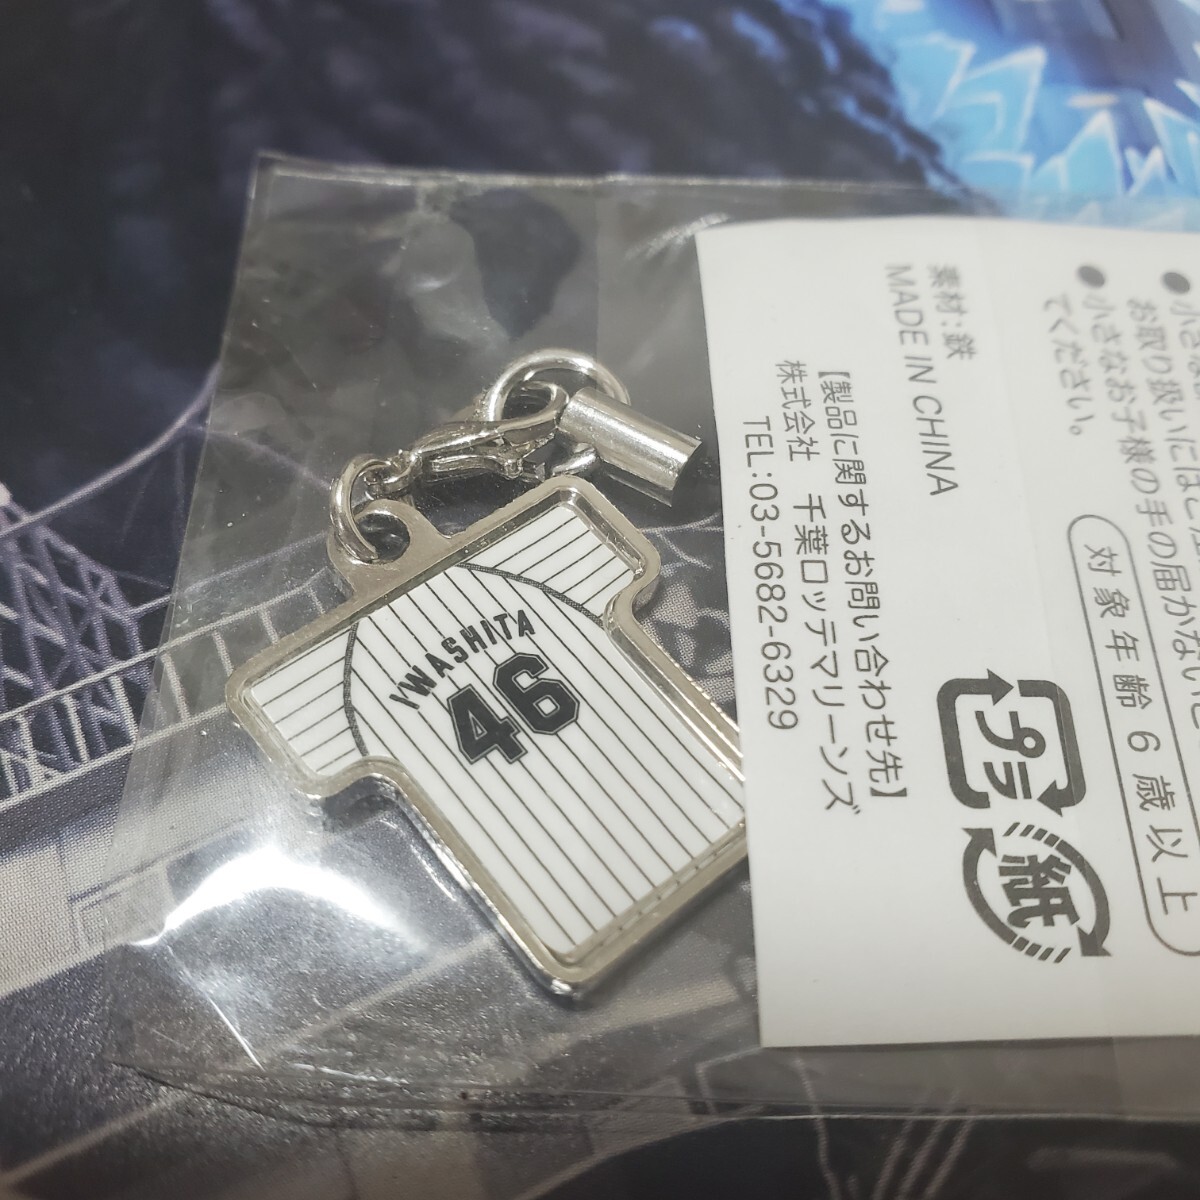 IWASHITA
46
素材:鉄
MADE IN CHINA
【製品に関するお問い合わせ先】
株式会社 千葉ロッテマリーンズ
TEL:03-5682-6329
お取り扱いには
●小さなお子様の手の届かない
てください。
対象年齢6歳以上
プラ
紙